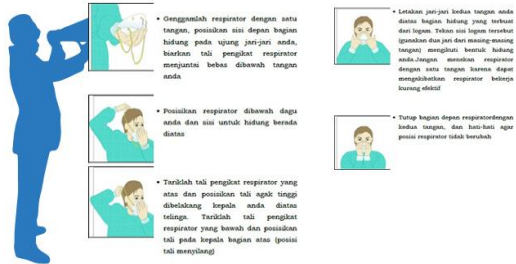 • Genggamlah respirator dengan satu
tangan, posisikan sisi depan bagian
hidung pada ujung jari-jari anda,
biarkan tali pengikat respirator
menjuntai bebas dibawah tangan
anda
• Posisikan respirator dibawah dagu
anda dan sisi untuk hidung berada
diatas
• Tariklah tali pengikat respirator yang
atas dan posisikan tali agak tinggi
dibelakang kepala anda diatas
telinga. Tariklah tali pengikat
respirator yang bawah dan posisikan
tali pada kepala bagian atas (posisi
tali menyilang)
• Letakan jari-jari kedua tangan anda
diatas bagian hidung yang terbuat
dari logam. Tekan sisi logam tersebut
(gunakan dua jari dari masing-masing
tangan) mengikuti bentuk hidung
anda.Jangan menekan respirator
dengan satu tangan karena dapat
mengakibatkan respirator bekerja
kurang efektif
• Tutup bagian depan respiratordengan
kedua tangan, dan hati-hati agar
posisi respirator tidak berubah